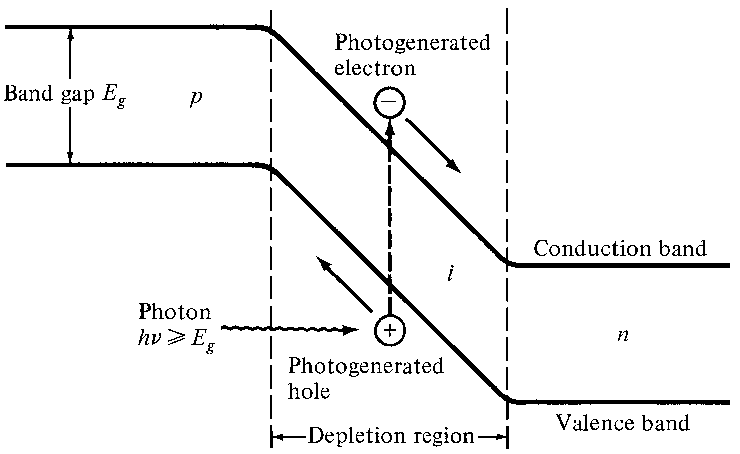 Photogenerated
electron
−
Band gap E_g
p
Conduction band
i
Photon
hν ⩾ E_g
+
n
Photogenerated
hole
Valence band
Depletion region